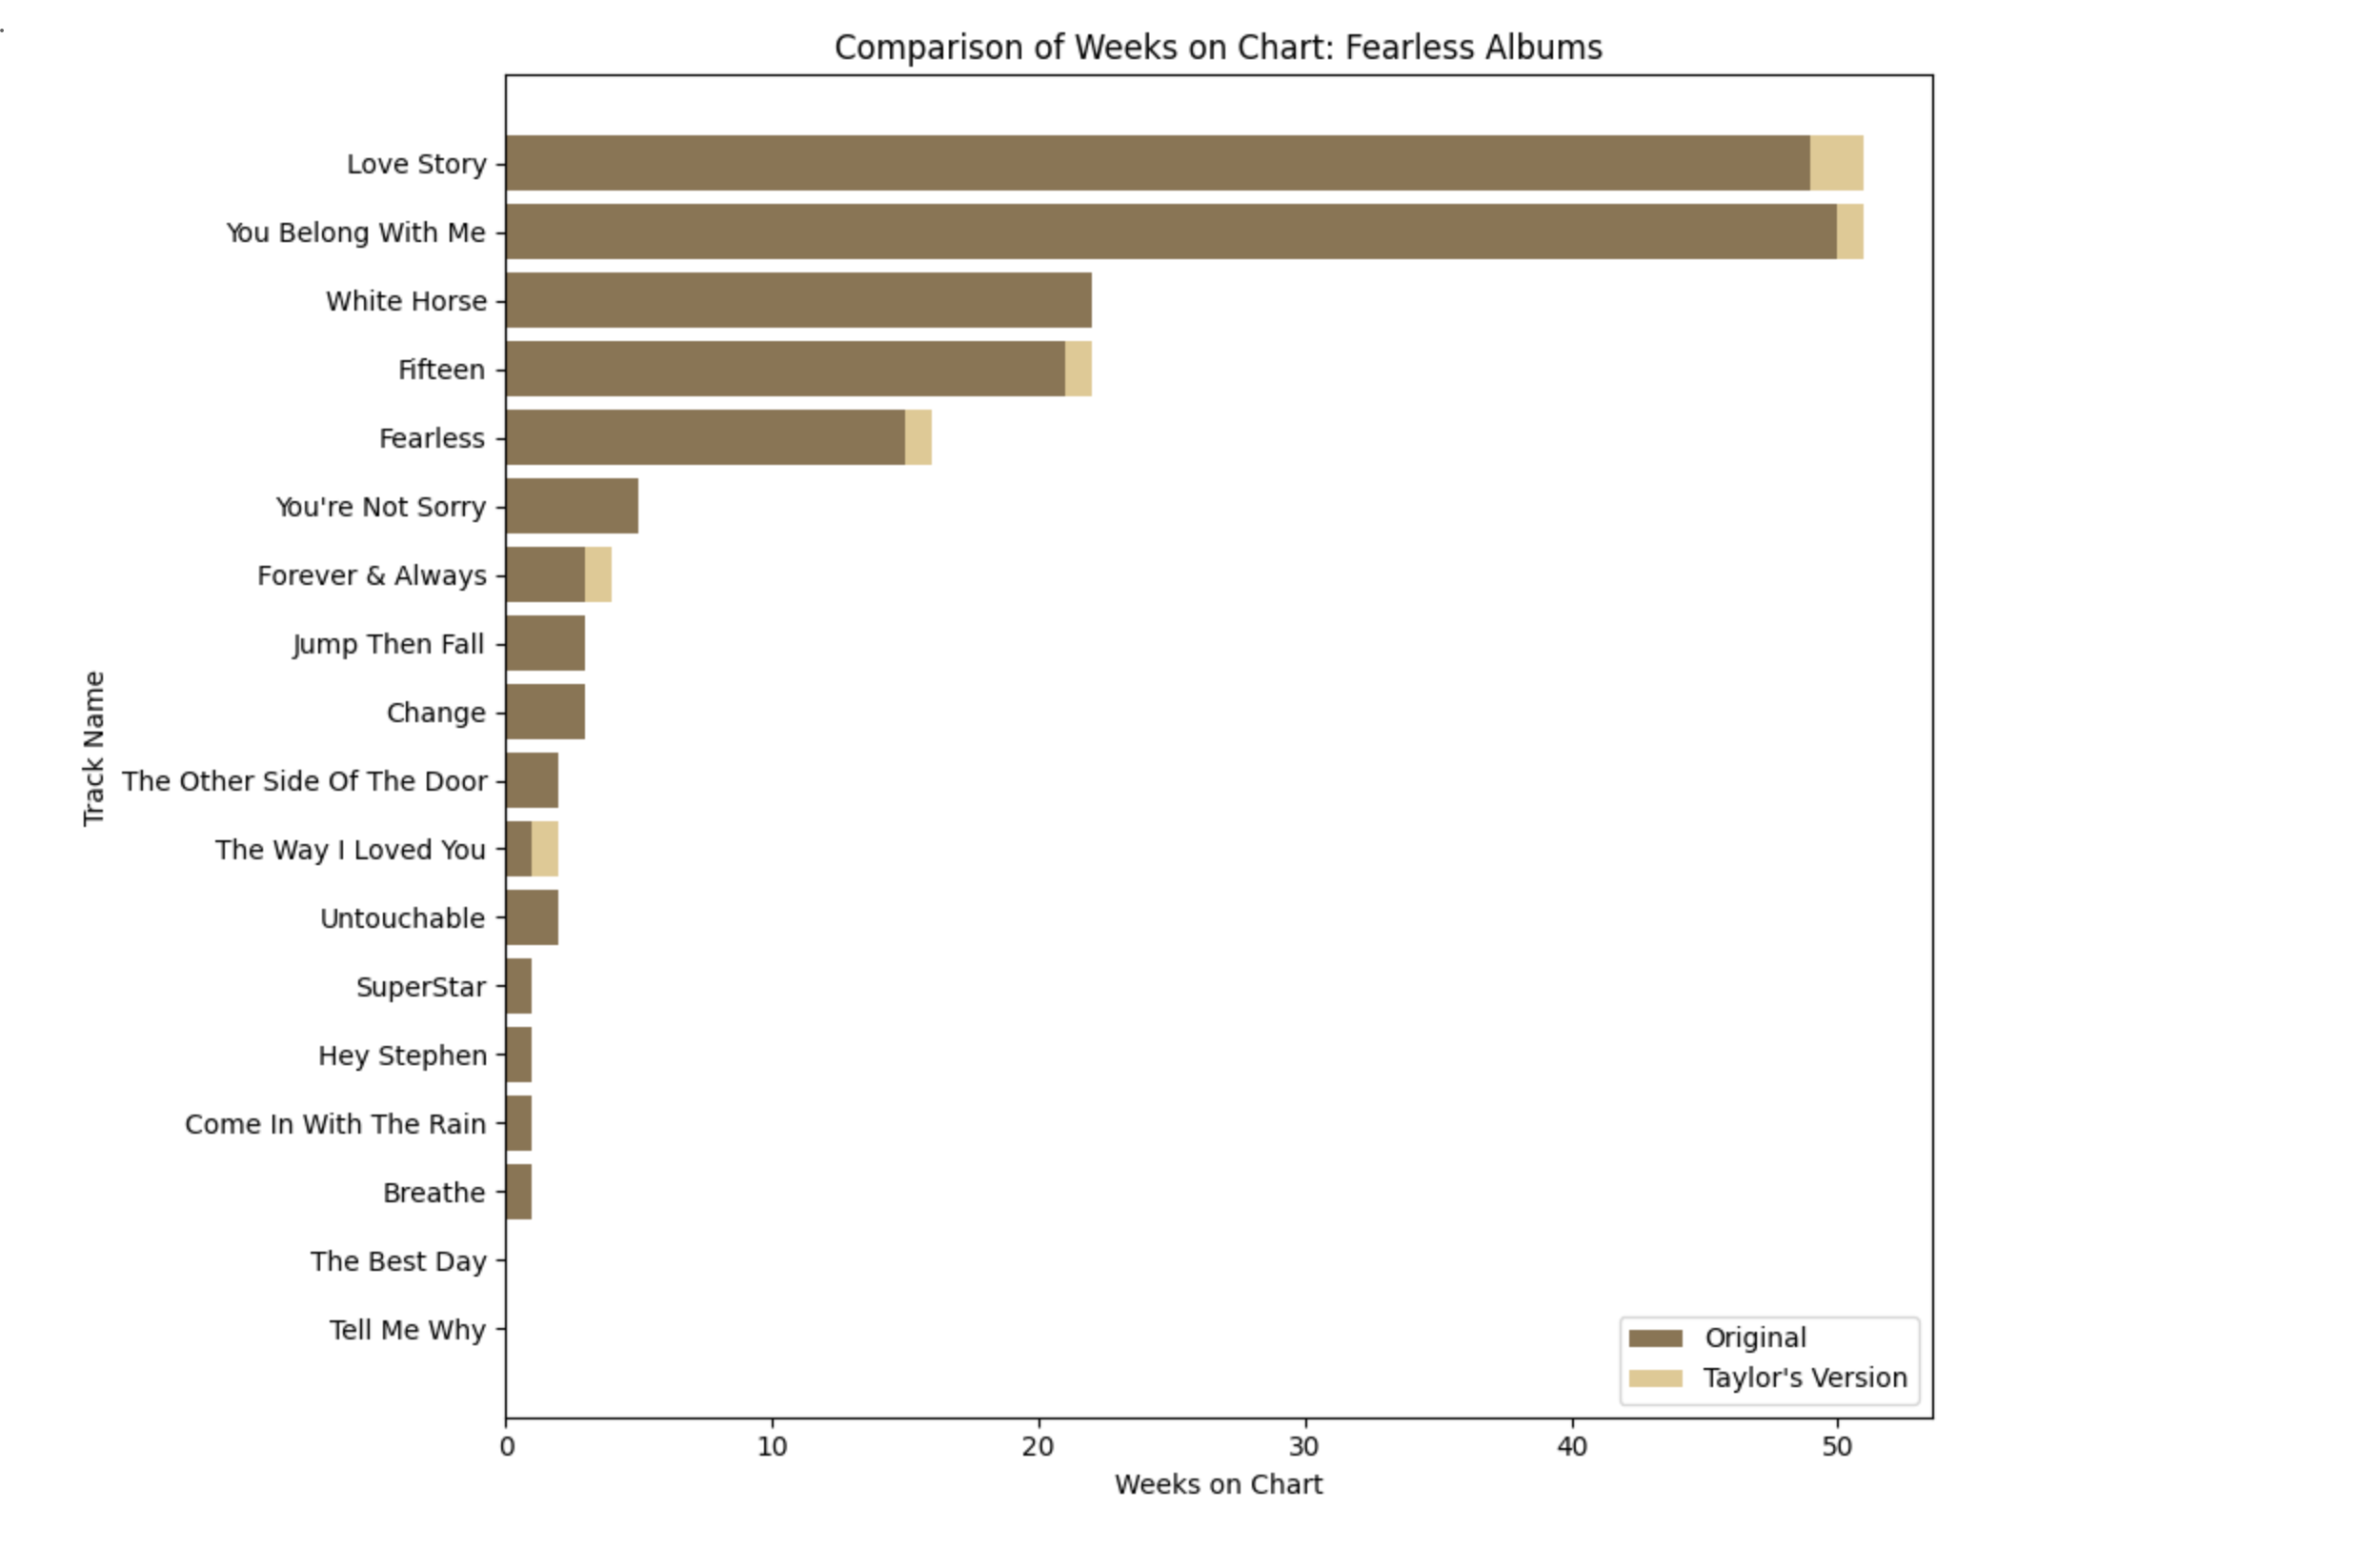 Comparison of Weeks on Chart: Fearless Albums
Love Story
You Belong With Me
White Horse
Fifteen
Fearless
You're Not Sorry
Forever & Always
Jump Then Fall
Change
The Other Side Of The Door
The Way I Loved You
Untouchable
SuperStar
Hey Stephen
Come In With The Rain
Breathe
The Best Day
Tell Me Why
Track Name
Original
Taylor's Version
0 10 20 30 40 50
Weeks on Chart